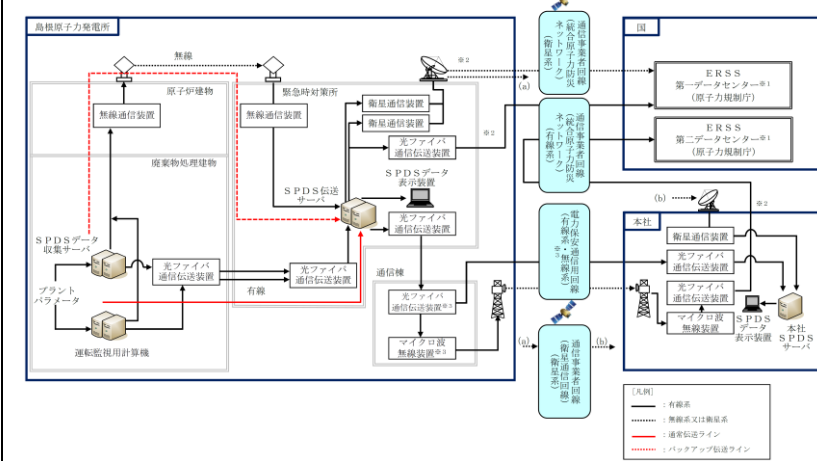 島根原子力発電所
無線
原子炉建物
無線通信装置
廃棄物処理建物
SPDSデータ
収集サーバ
プラント
パラメータ
運転監視用計算機
光ファイバ
通信伝送装置
有線
緊急時対策所
無線通信装置
衛星通信装置
衛星通信装置
光ファイバ
通信伝送装置
SPDS伝送
サーバ
SPDSデータ
表示装置
光ファイバ
通信伝送装置
光ファイバ
通信伝送装置
通信棟
光ファイバ
通信伝送装置※3
マイクロ波
無線装置※3
※2
(a)
※2
通信事業者回線
(統合原子力防災
ネットワーク)
(衛星系)
通信事業者回線
(統合原子力防災
ネットワーク)
(有線系)
電力保安通信用回線
(有線系・無線系)
※3
(a)
通信事業者回線
(衛星通信回線)
(衛星系)
(b)
国
ERSS
第一データセンター※1
(原子力規制庁)
ERSS
第二データセンター※1
(原子力規制庁)
(b)
※2
本社
衛星通信装置
光ファイバ
通信伝送装置
光ファイバ
通信伝送装置
マイクロ波
無線装置
SPDS
データ
表示装置
本社
SPDS
サーバ
[凡例]
:有線系
:無線系又は衛星系
:通常伝送ライン
:バックアップ伝送ライン